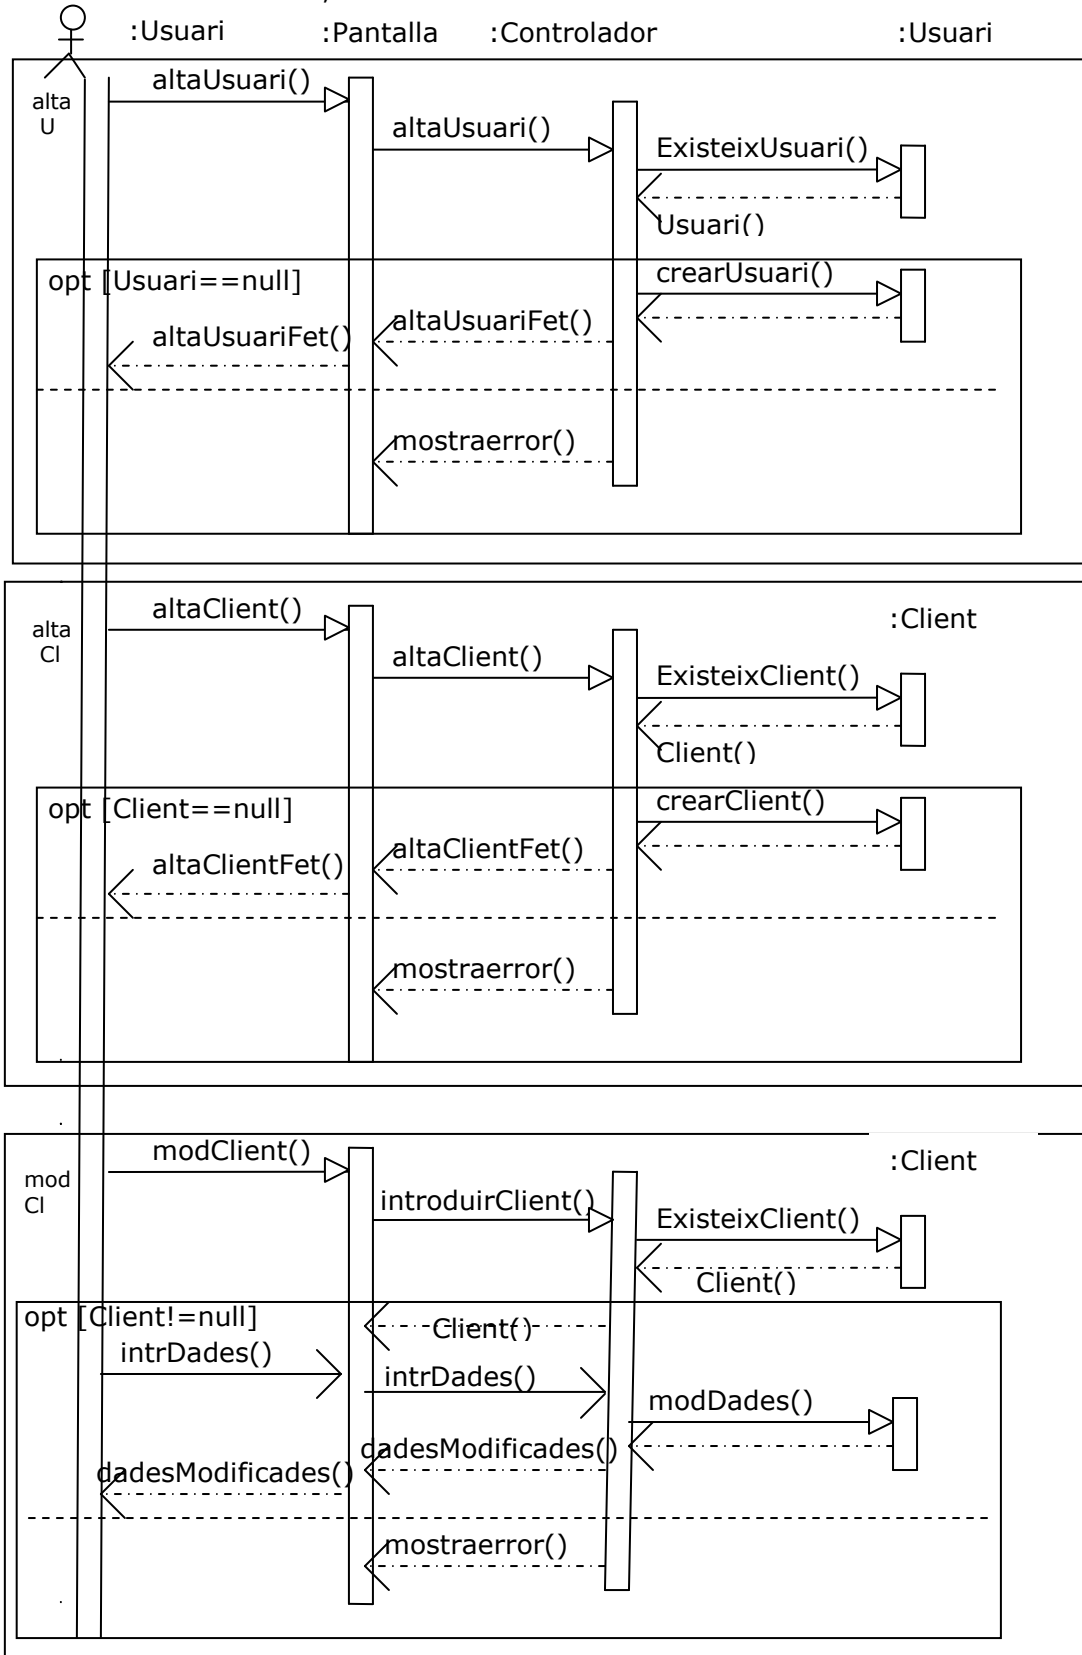 :Usuari :Pantalla :Controlador :Usuari
alta
U
altaUsuari()
altaUsuari()
ExisteixUsuari()
Usuari()
opt [Usuari==null]
crearUsuari()
altaUsuariFet()
altaUsuariFet()
mostraerror()
alta
Cl
altaClient()
:Client
altaClient()
ExisteixClient()
Client()
opt [Client==null]
crearClient()
altaClientFet()
altaClientFet()
mostraerror()
mod
Cl
modClient()
:Client
introduirClient()
ExisteixClient()
Client()
opt [Client!=null]
Client()
intrDades()
intrDades()
modDades()
dadesModificades()
dadesModificades()
mostraerror()